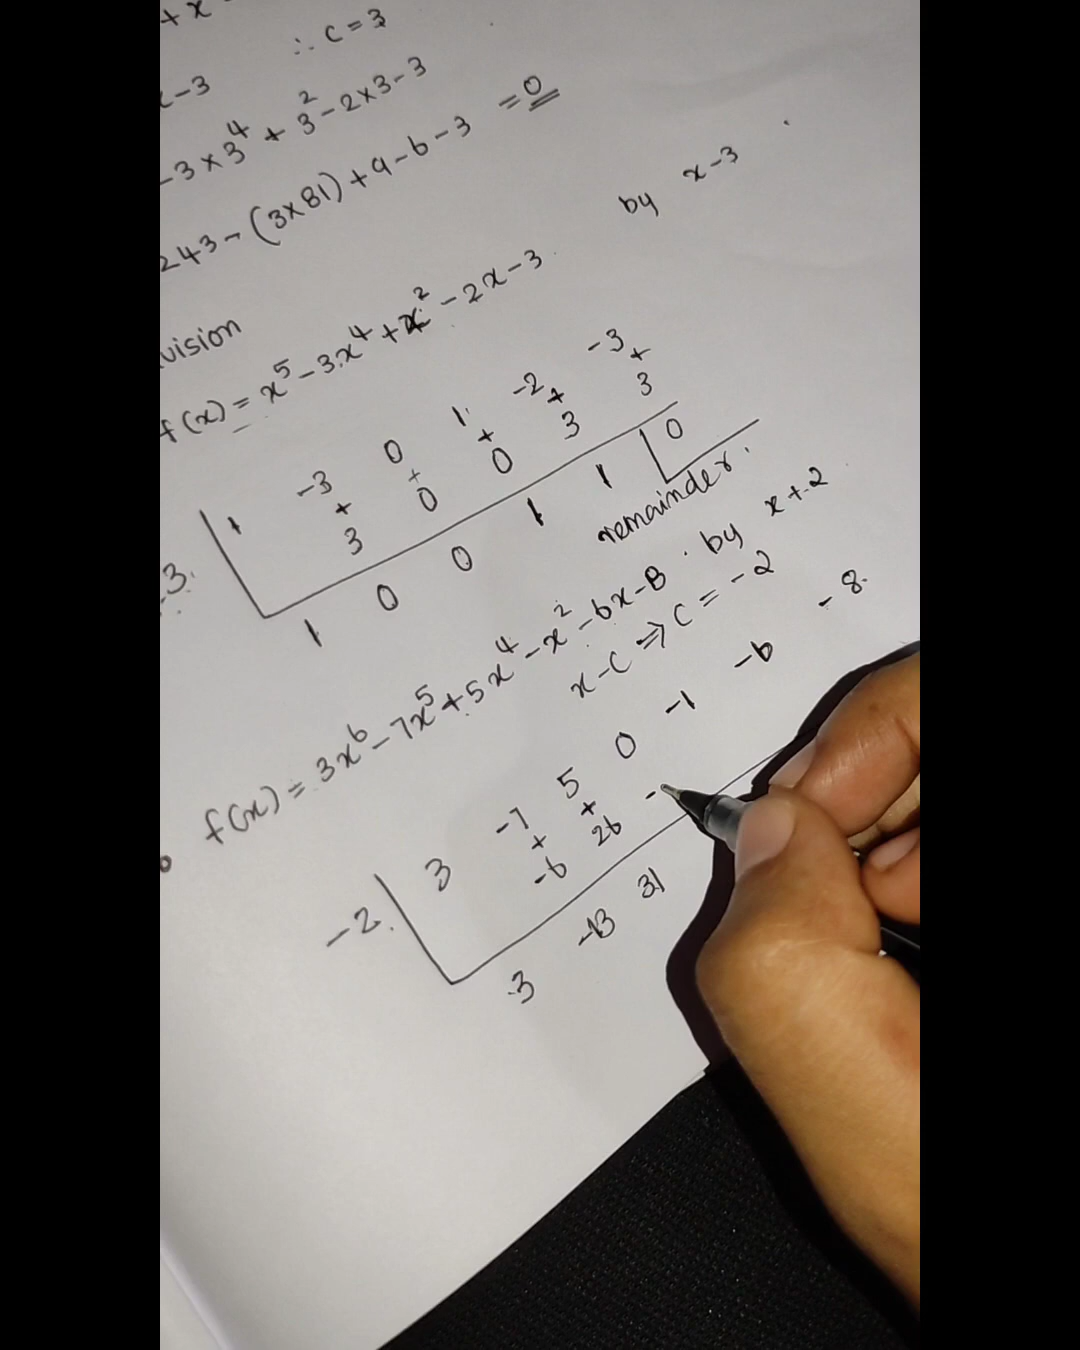 + x
∴ c = 3
x-3
-3×3⁴ + 3² - 2×3 - 3
243 - (3×81) + 9 - 6 - 3 = 0
by x-3
vision
f(x) = x⁵ - 3x⁴ + x² - 2x - 3
1 -3 0 1 -2 -3
+ + + + +
3 0 0 3 3
3
1 0 0 1 1 0
remainder.
f(x) = 3x⁶ - 7x⁵ + 5x⁴ - x² - 6x - 8 by x+2
x-c ⇒ c = -2
3 -7 5 0 -1 -6 -8
+ +
-2 -6 26 -
3 -13 31